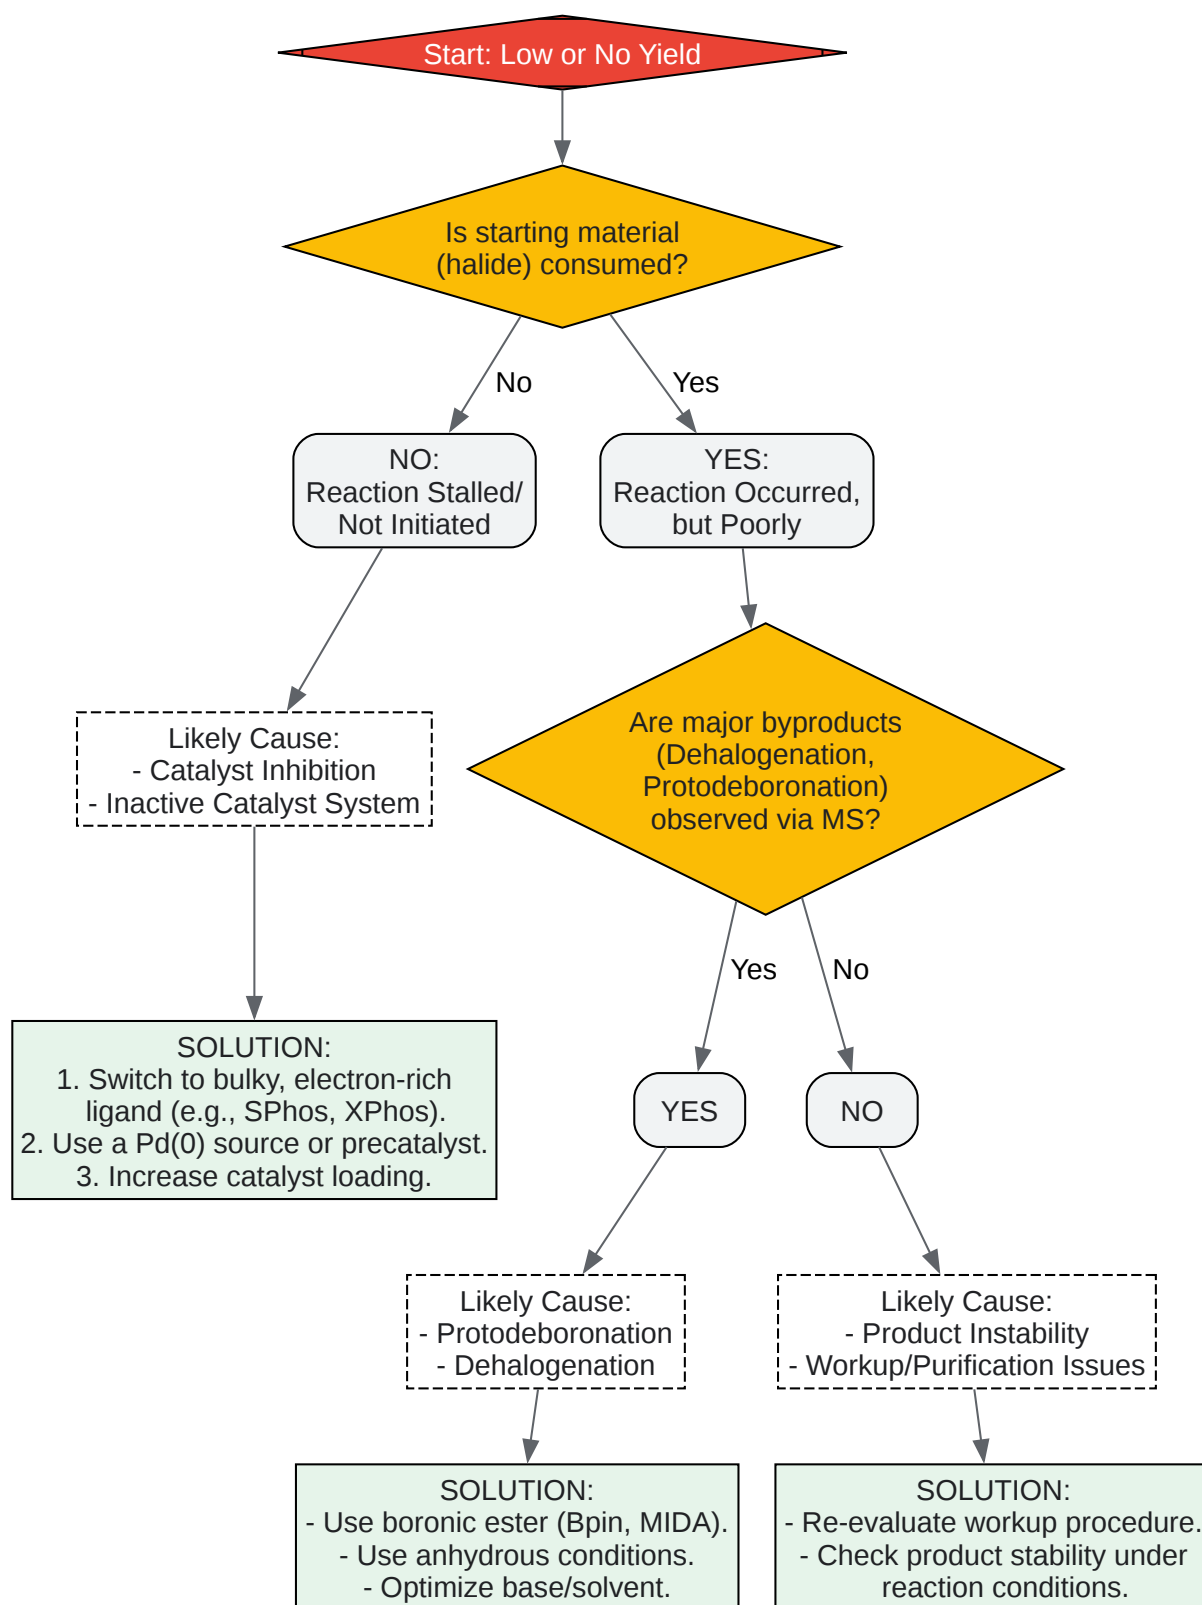 Start: Low or No Yield
Is starting material
(halide) consumed?
No
Yes
NO:
Reaction Stalled/
Not Initiated
YES:
Reaction Occurred,
but Poorly
Likely Cause:
- Catalyst Inhibition
- Inactive Catalyst System
Are major byproducts
(Dehalogenation,
Protodeboronation)
observed via MS?
Yes
No
SOLUTION:
1. Switch to bulky, electron-rich
ligand (e.g., SPhos, XPhos).
2. Use a Pd(0) source or precatalyst.
3. Increase catalyst loading.
YES
NO
Likely Cause:
- Protodeboronation
- Dehalogenation
Likely Cause:
- Product Instability
- Workup/Purification Issues
SOLUTION:
- Use boronic ester (Bpin, MIDA).
- Use anhydrous conditions.
- Optimize base/solvent.
SOLUTION:
- Re-evaluate workup procedure.
- Check product stability under
reaction conditions.